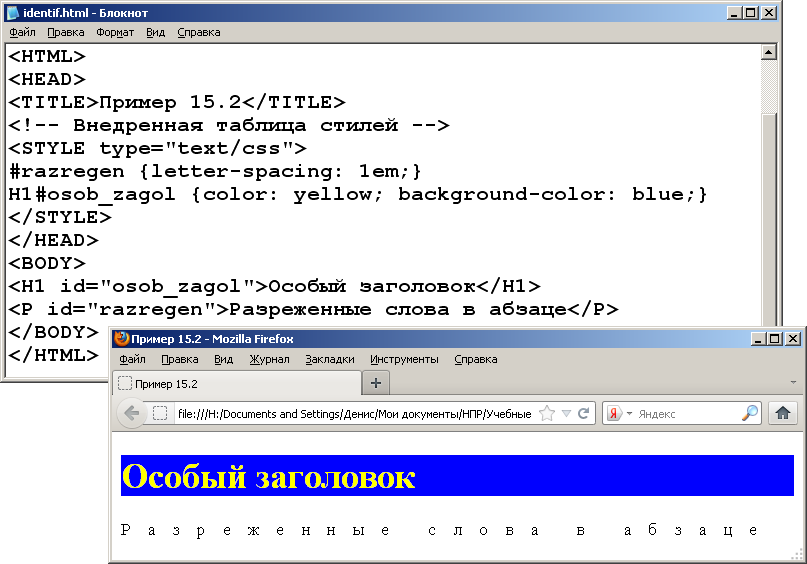 identif.html - Блокнот
Файл Правка Формат Вид Справка
<HTML>
<HEAD>
<TITLE>Пример 15.2</TITLE>
<!-- Внедренная таблица стилей -->
<STYLE type="text/css">
#razregen {letter-spacing: 1em;}
H1#osob_zagol {color: yellow; background-color: blue;}
</STYLE>
</HEAD>
<BODY>
<H1 id="osob_zagol">Особый заголовок</H1>
<P id="razregen">Разреженные слова в абзаце</P>
</BODY>
</HTML>
Пример 15.2 - Mozilla Firefox
Файл Правка Вид Журнал Закладки Инструменты Справка
Пример 15.2
file:///H:/Documents and Settings/Денис/Мои документы/НПР/Учебные Яндекс
Особый заголовок
Разреженные слова в абзаце